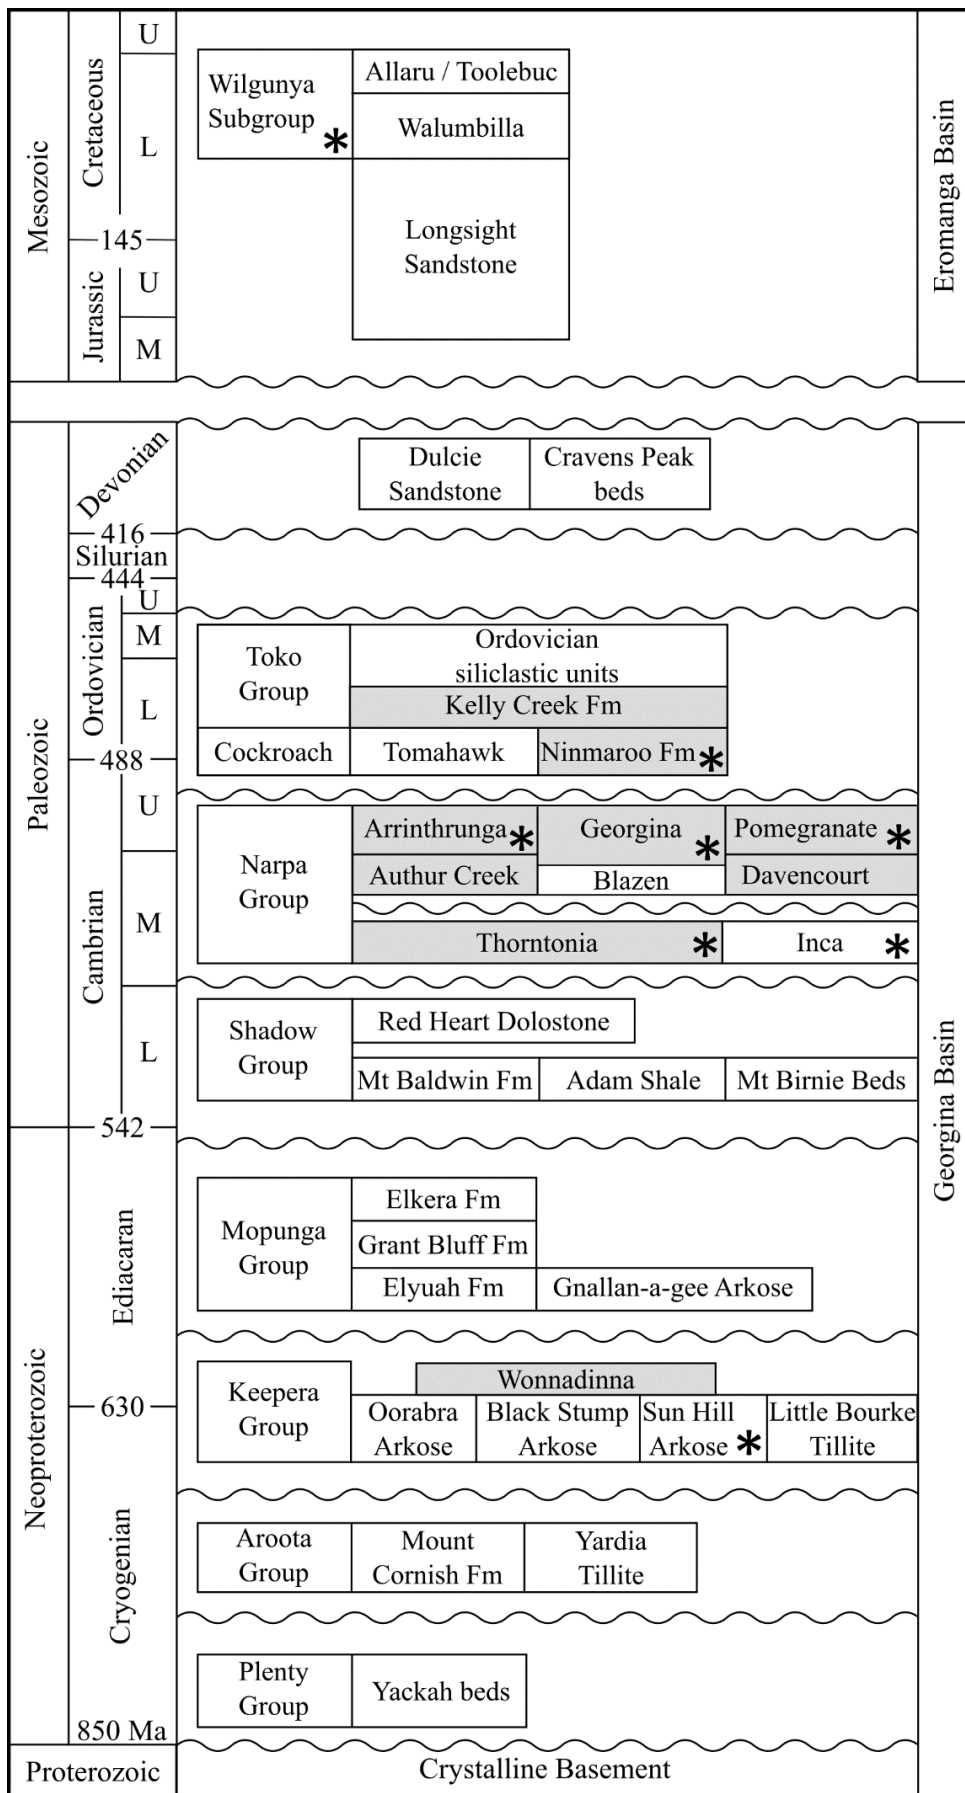 Mesozoic
Cretaceous
U
L
145
Jurassic
U
M
Wilgunya
Subgroup
*
Allaru / Toolebuc
Walumbilla
Longsight
Sandstone
Eromanga Basin
Paleozoic
Devonian
416
Silurian
444
Ordovician
U
M
L
488
Cambrian
U
M
L
542
Dulcie
Sandstone
Cravens Peak
beds
Toko
Group
Ordovician
siliclastic units
Kelly Creek Fm
Cockroach
Tomahawk
Ninmaroo Fm *
Narpa
Group
Arrinthrunga *
Georgina *
Pomegranate *
Authur Creek
Blazen
Davencourt
Thorntonia *
Inca *
Shadow
Group
Red Heart Dolostone
Mt Baldwin Fm
Adam Shale
Mt Birnie Beds
Georgina Basin
Neoproterozoic
Ediacaran
630
Cryogenian
850 Ma
Mopunga
Group
Elkera Fm
Grant Bluff Fm
Elyuah Fm
Gnallan-a-gee Arkose
Keepera
Group
Wonnadinna
Oorabra
Arkose
Black Stump
Arkose
Sun Hill
Arkose *
Little Bourke
Tillite
Aroota
Group
Mount
Cornish Fm
Yardia
Tillite
Plenty
Group
Yackah beds
Proterozoic
Crystalline Basement